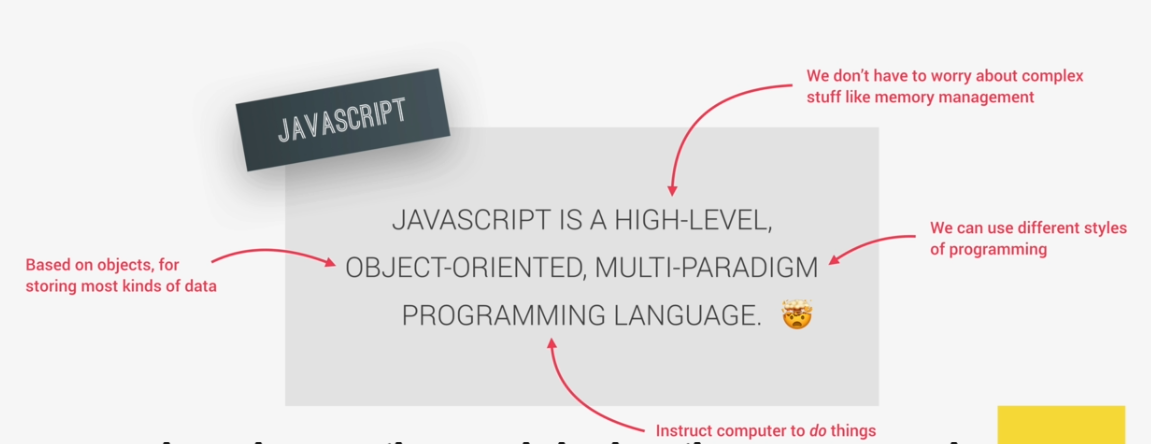 We don’t have to worry about complex
stuff like memory management
JAVASCRIPT
JAVASCRIPT IS A HIGH-LEVEL,
OBJECT-ORIENTED, MULTI-PARADIGM
PROGRAMMING LANGUAGE. 🤯
We can use different styles
of programming
Based on objects, for
storing most kinds of data
Instruct computer to do things